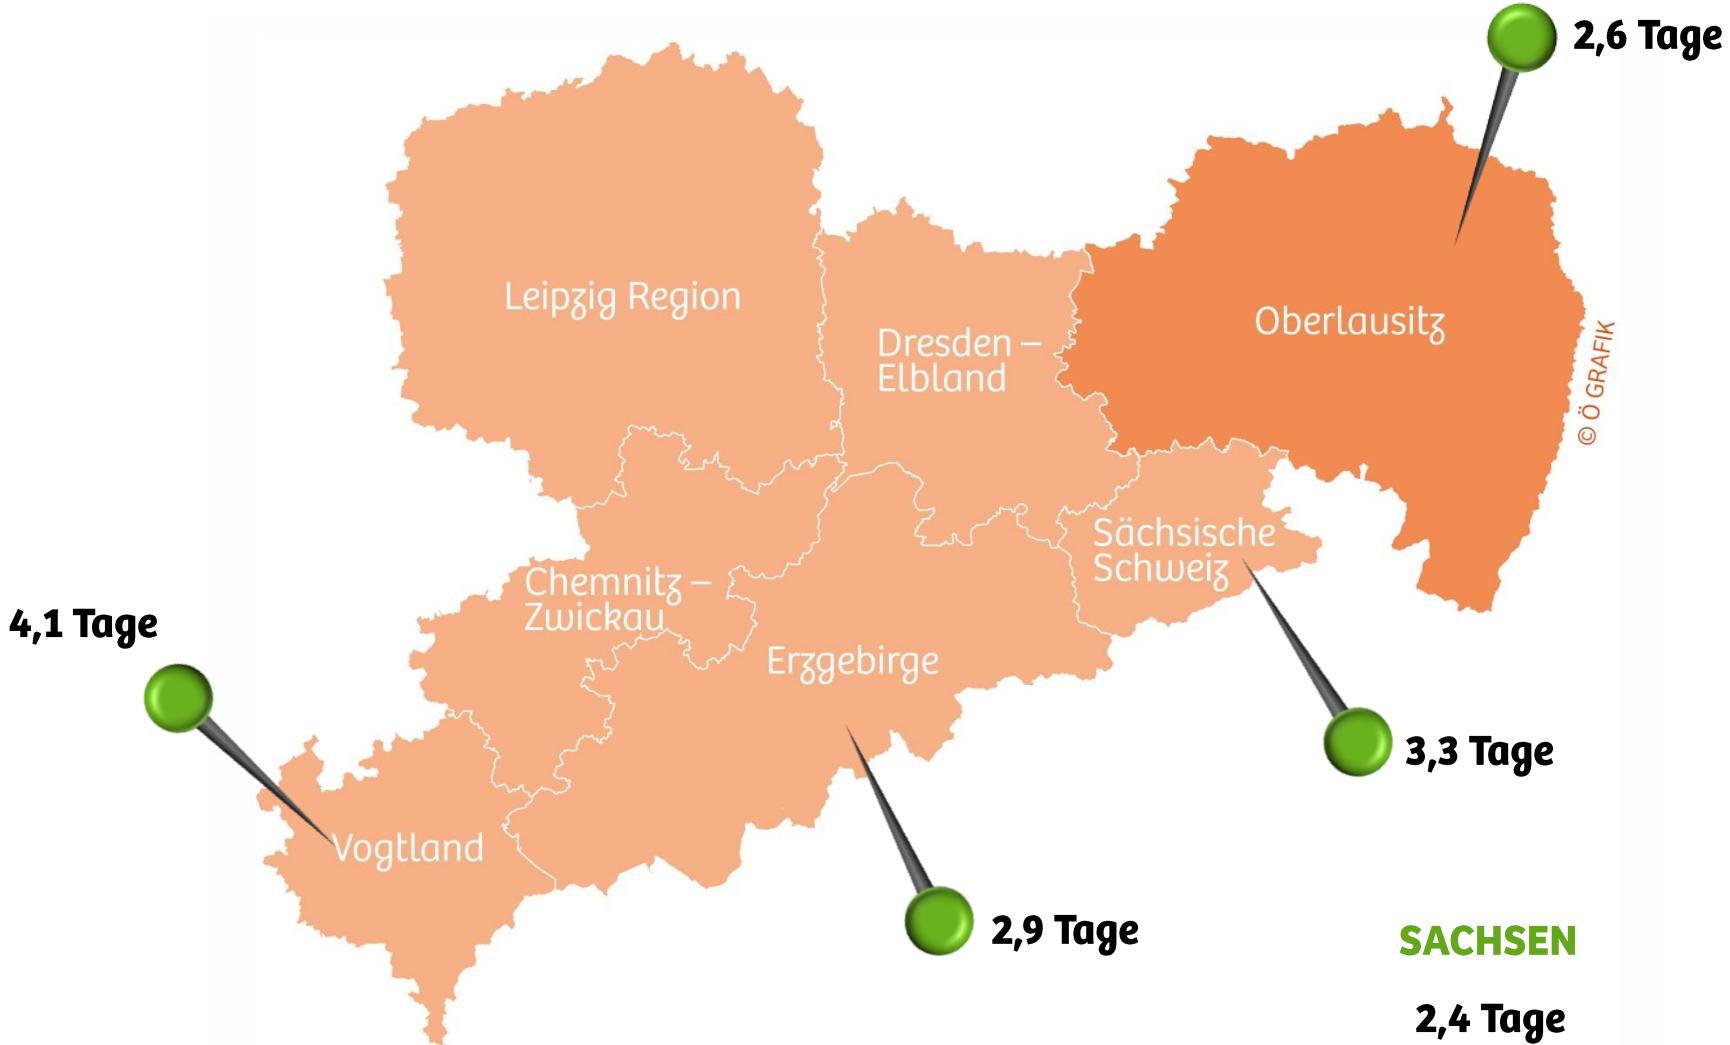 2,6 Tage
Leipzig Region
Oberlausitz
Dresden –
Elbland
© Ö GRAFIK
Sächsische
Schweiz
Chemnitz –
Zwickau
4,1 Tage
Erzgebirge
3,3 Tage
Vogtland
2,9 Tage
SACHSEN
2,4 Tage